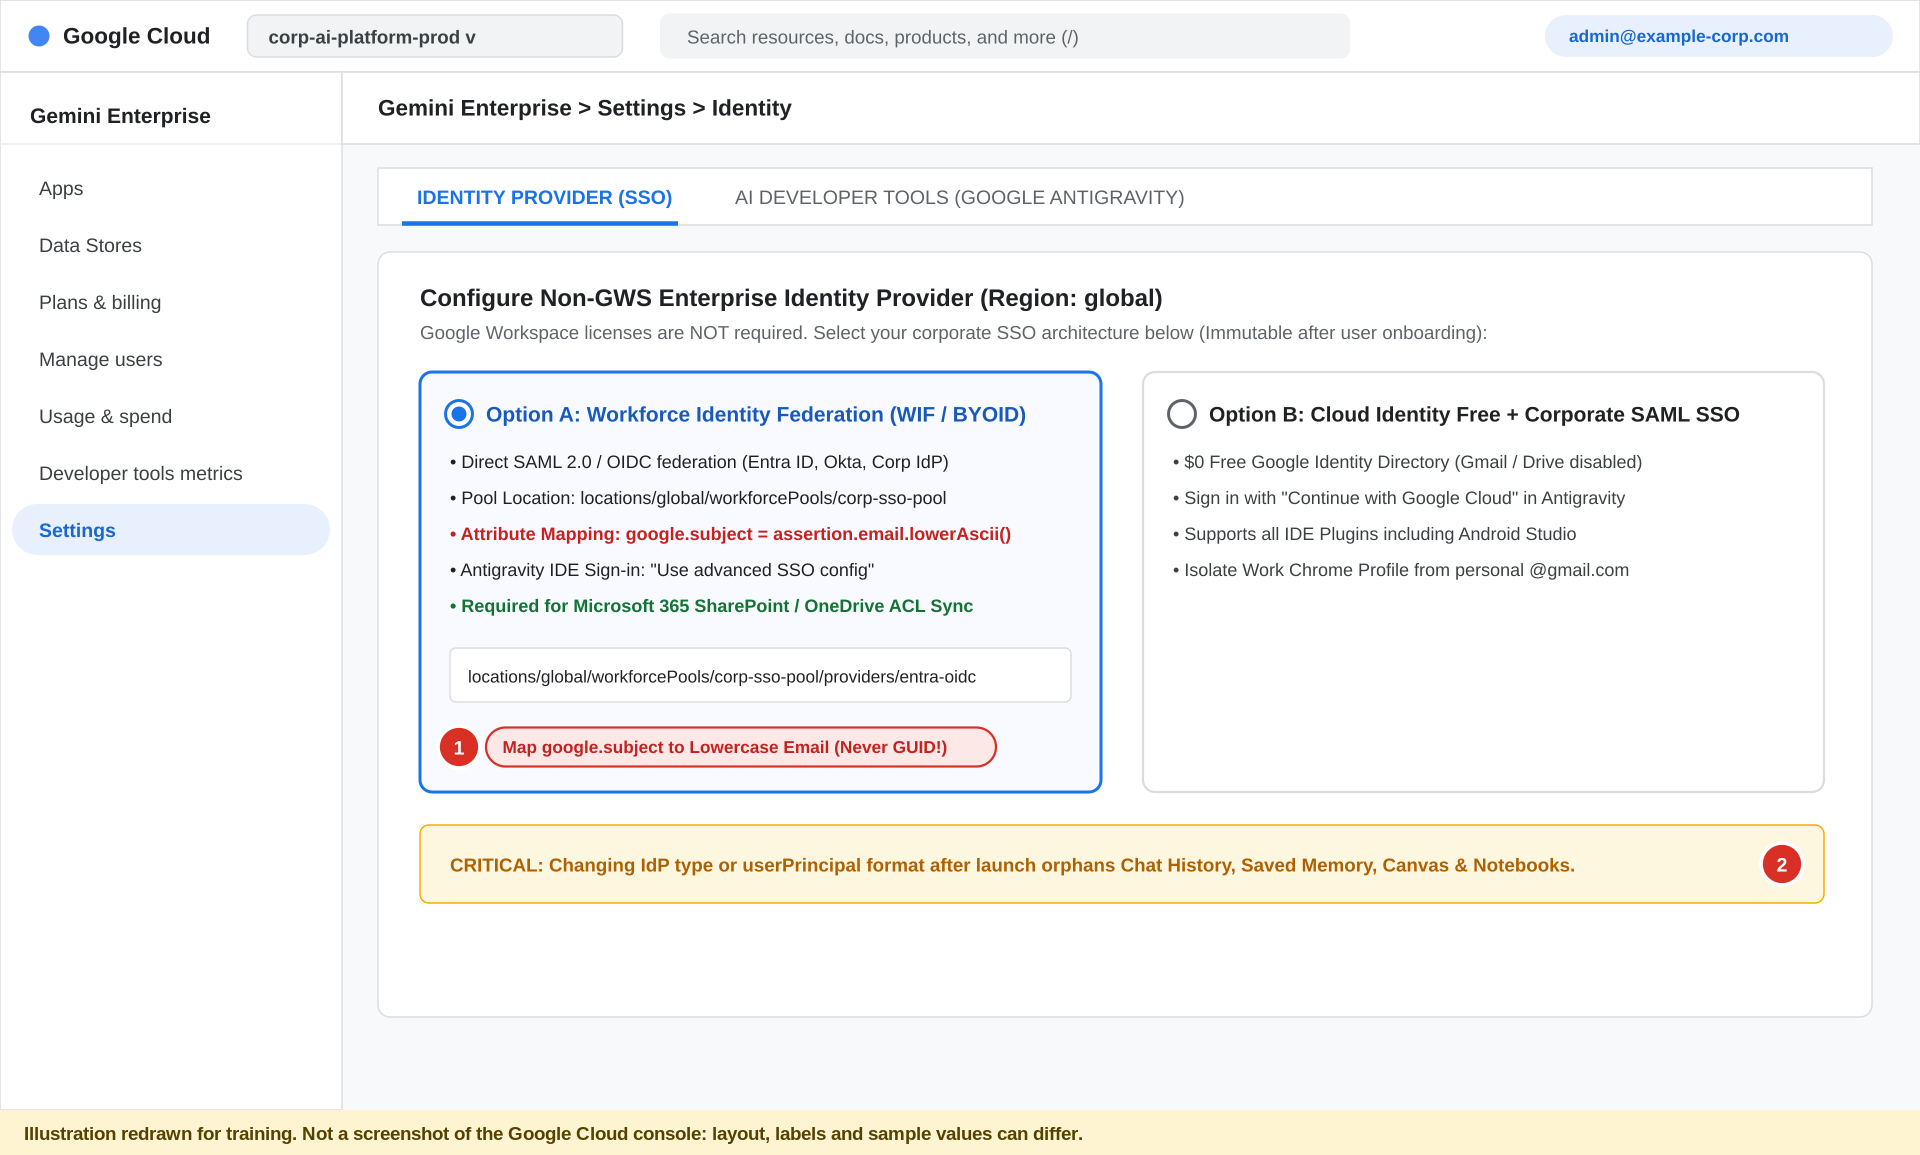 Google Cloud
corp-ai-platform-prod v
Search resources, docs, products, and more (/)
admin@example-corp.com
Gemini Enterprise
Apps
Data Stores
Plans & billing
Manage users
Usage & spend
Developer tools metrics
Settings
Gemini Enterprise > Settings > Identity
IDENTITY PROVIDER (SSO)
AI DEVELOPER TOOLS (GOOGLE ANTIGRAVITY)
Configure Non-GWS Enterprise Identity Provider (Region: global)
Google Workspace licenses are NOT required. Select your corporate SSO architecture below (Immutable after user onboarding):
Option A: Workforce Identity Federation (WIF / BYOID)
• Direct SAML 2.0 / OIDC federation (Entra ID, Okta, Corp IdP)
• Pool Location: locations/global/workforcePools/corp-sso-pool
• Attribute Mapping: google.subject = assertion.email.lowerAscii()
• Antigravity IDE Sign-in: "Use advanced SSO config"
• Required for Microsoft 365 SharePoint / OneDrive ACL Sync
locations/global/workforcePools/corp-sso-pool/providers/entra-oidc
1
Map google.subject to Lowercase Email (Never GUID!)
Option B: Cloud Identity Free + Corporate SAML SSO
• $0 Free Google Identity Directory (Gmail / Drive disabled)
• Sign in with "Continue with Google Cloud" in Antigravity
• Supports all IDE Plugins including Android Studio
• Isolate Work Chrome Profile from personal @gmail.com
CRITICAL: Changing IdP type or userPrincipal format after launch orphans Chat History, Saved Memory, Canvas & Notebooks.
2
Illustration redrawn for training. Not a screenshot of the Google Cloud console: layout, labels and sample values can differ.